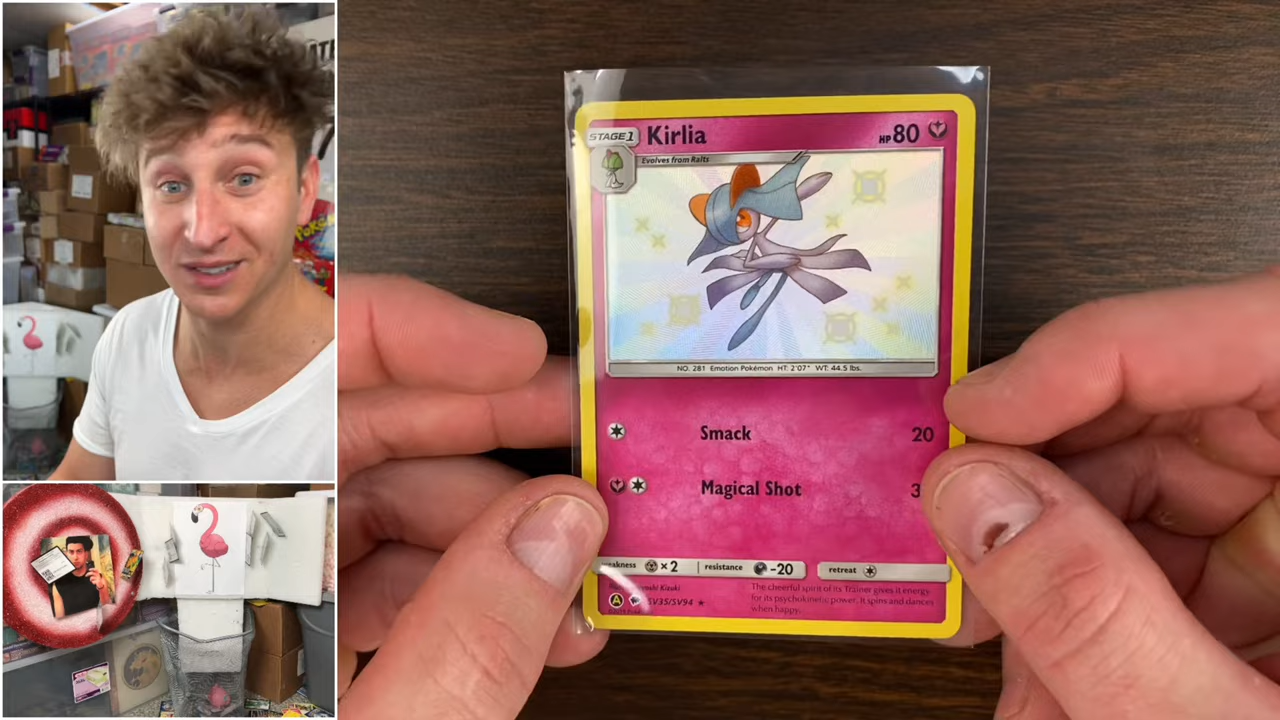 STAGE 1 Kirlia HP 80
Evolves from Ralts
NO. 281 Emotion Pokémon HT: 2'07" WT: 44.5 lbs.
Smack 20
Magical Shot 3
weakness ×2 resistance -20 retreat
Kizuki
A SV35/SV94
The cheerful spirit of its Trainer gives it energy
for its psychokinetic power. It spins and dances
when happy.